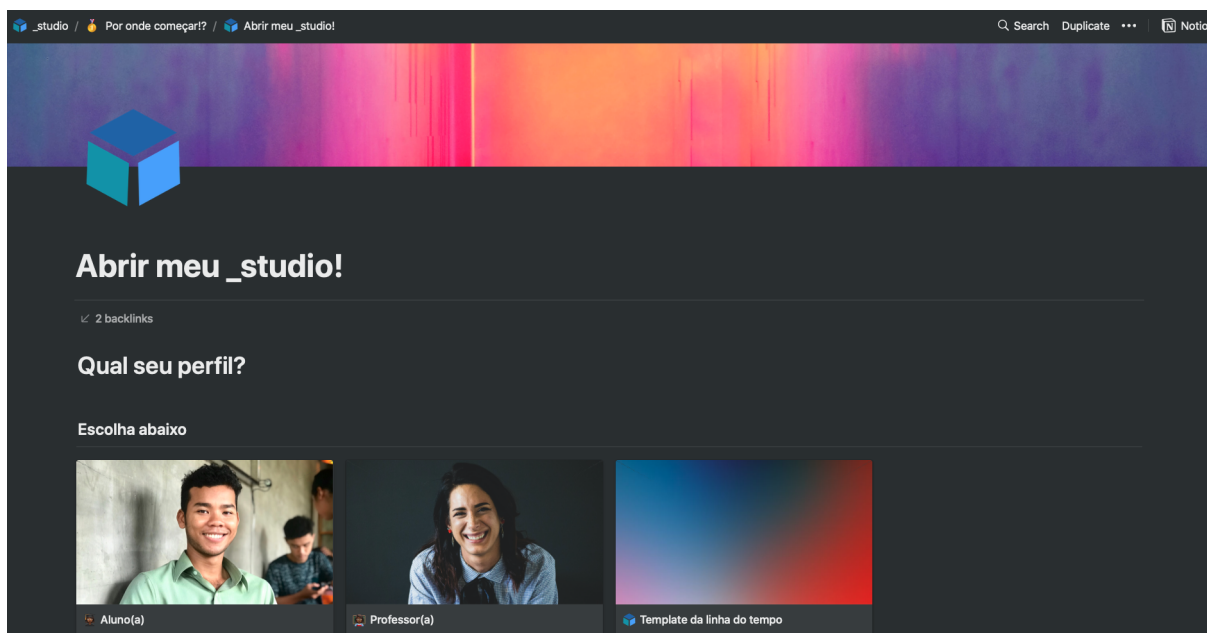 _studio / Por onde começar!? / Abrir meu _studio! Search Duplicate ••• Notio
Abrir meu _studio!
2 backlinks
Qual seu perfil?
Escolha abaixo
Aluno(a) Professor(a) Template da linha do tempo